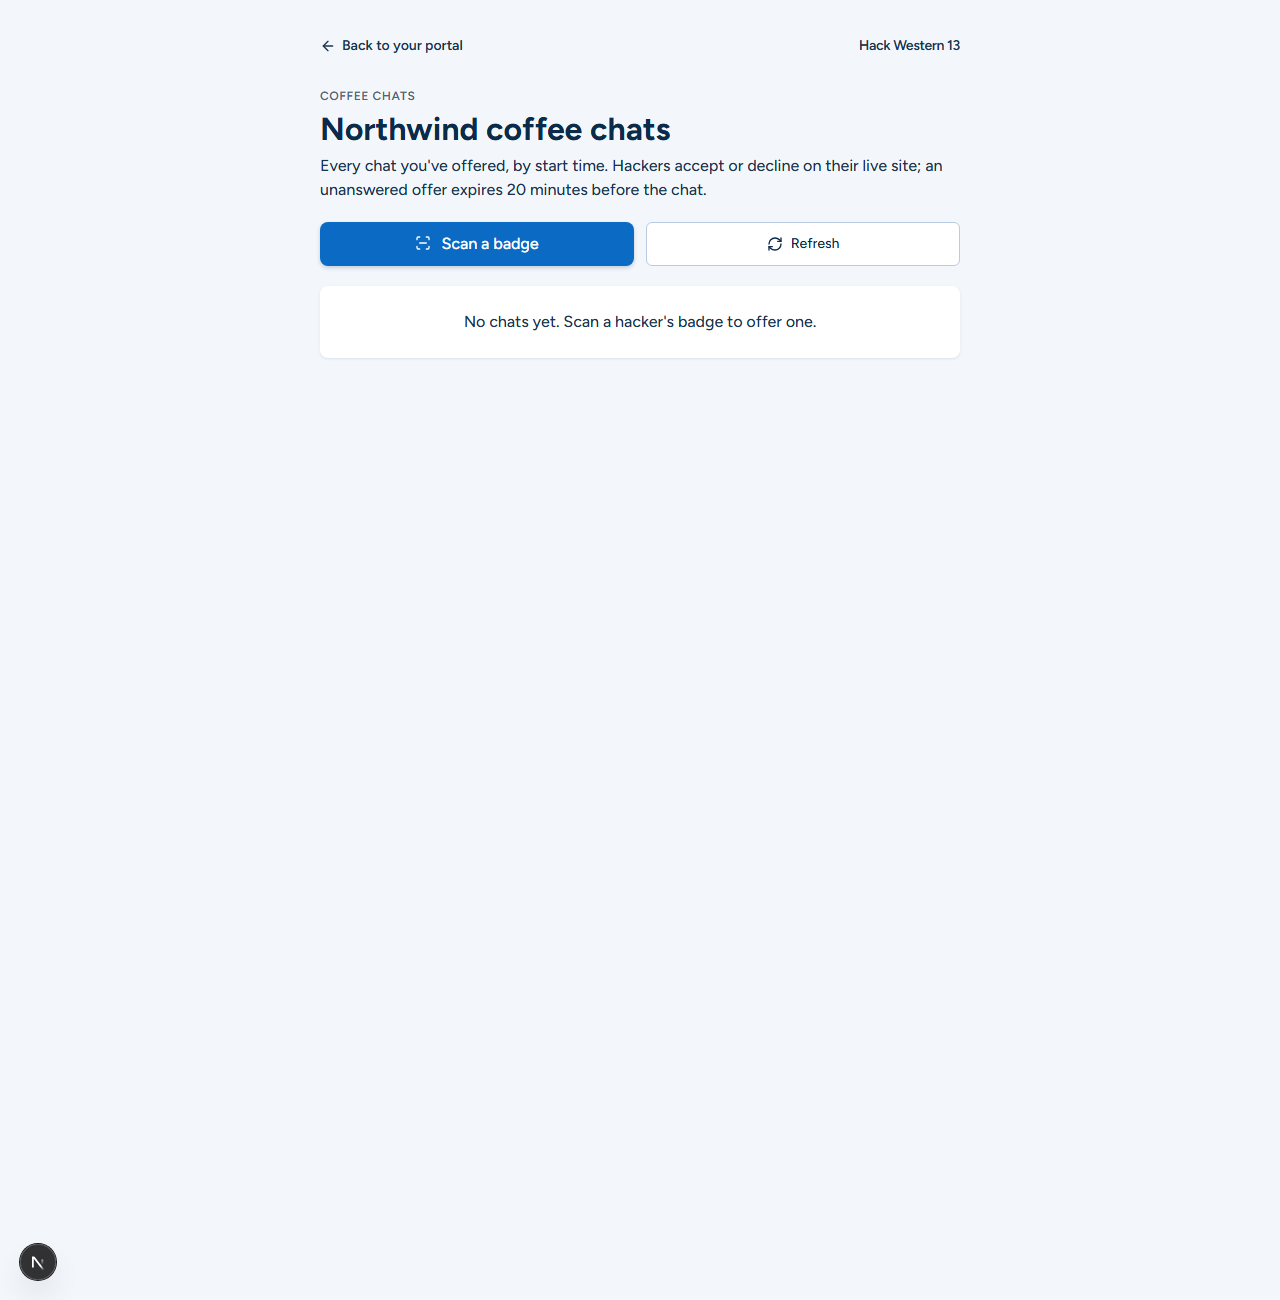 Back to your portal
Hack Western 13
COFFEE CHATS
Northwind coffee chats
Every chat you've offered, by start time. Hackers accept or decline on their live site; an
unanswered offer expires 20 minutes before the chat.
Scan a badge
Refresh
No chats yet. Scan a hacker's badge to offer one.
N